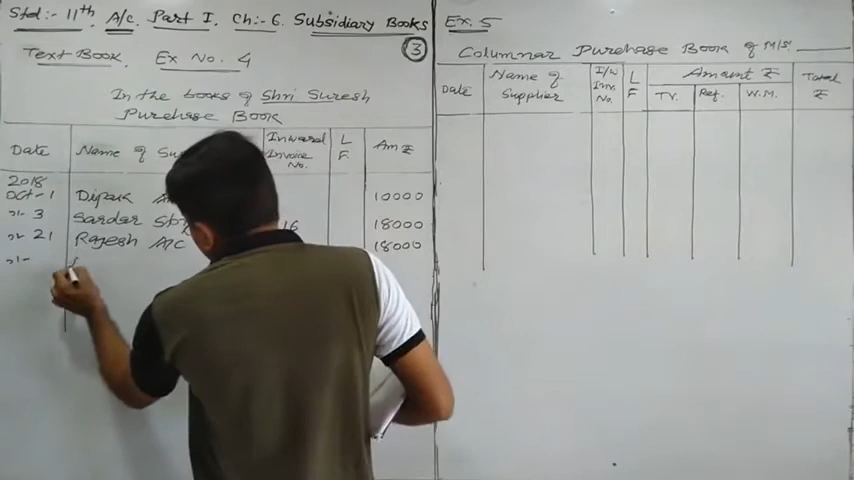 Std:- 11th A/c. Part I. Ch:- 6. Subsidiary Books
3
Text Book. Ex No. 4
In the books of Shri Suresh
Purchase Book
Date Name of Inward Invoice No. L F. Am ₹
2018
Oct-1 Dipak 10000
-"- 3 Sardar 16 18000
-"- 21 Rajesh A/c 18000
-"-
Ex. 5
Columnar Purchase Book of M/s.
Date Name of Supplier I/W Inv. No. L F Amount ₹ Total ₹
TV. Ref. W.M.